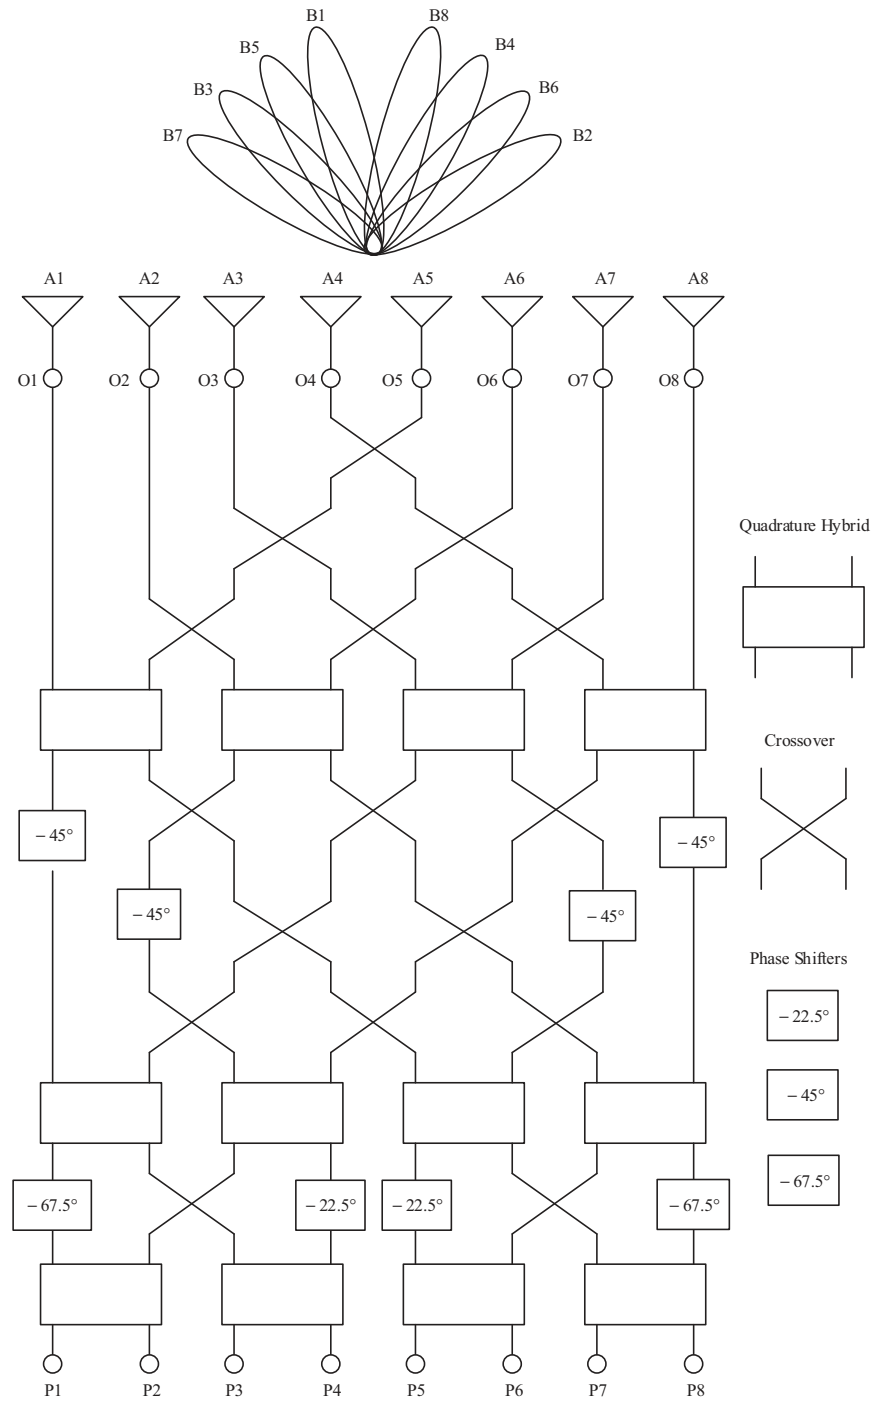 B1 B8
B5 B4
B3 B6
B7 B2
A1 A2 A3 A4 A5 A6 A7 A8
O1 O2 O3 O4 O5 O6 O7 O8
Quadrature Hybrid
Crossover
− 45° − 45°
− 45° − 45°
Phase Shifters
− 22.5°
− 45°
− 67.5°
− 67.5° − 22.5° − 22.5° − 67.5°
P1 P2 P3 P4 P5 P6 P7 P8